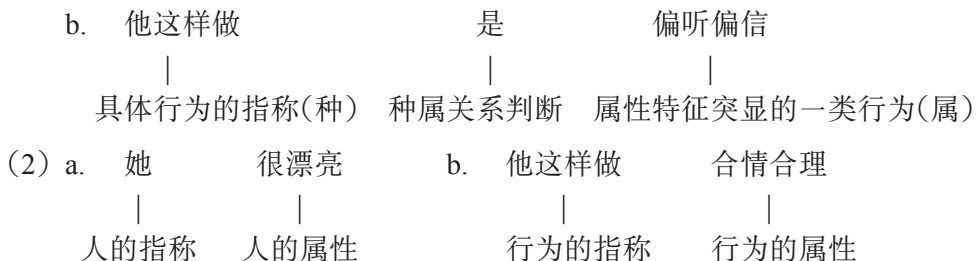 b. 他这样做 是 偏听偏信
| | |
具体行为的指称(种) 种属关系判断 属性特征突显的一类行为(属)
(2) a. 她 很漂亮 b. 他这样做 合情合理
| | | |
人的指称 人的属性 行为的指称 行为的属性